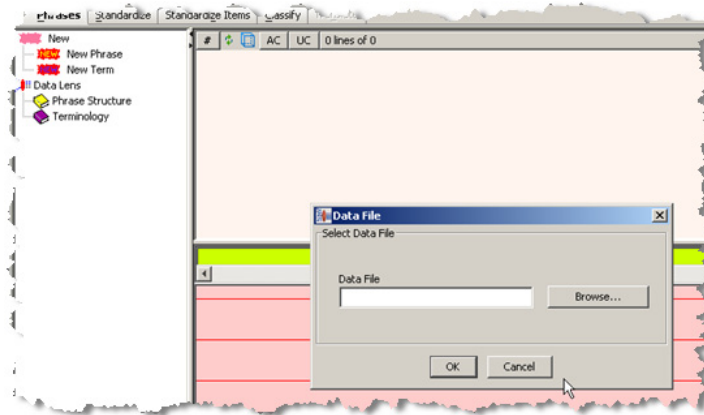 Phrases Standardize Standardize Items Classify
New
New Phrase
New Term
Data Lens
Phrase Structure
Terminology
# AC UC 0 lines of 0
Data File
Select Data File
Data File
Browse...
OK Cancel